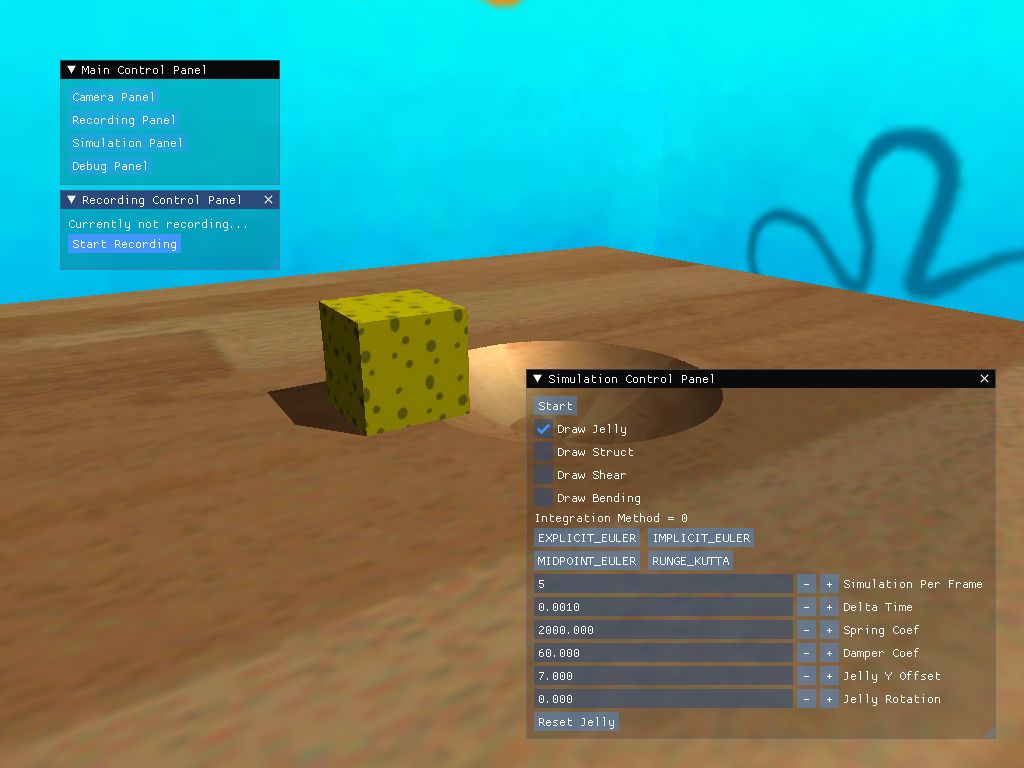 Main Control Panel
Camera Panel
Recording Panel
Simulation Panel
Debug Panel
Recording Control Panel
Currently not recording...
Start Recording
Simulation Control Panel
Start
Draw Jelly
Draw Struct
Draw Shear
Draw Bending
Integration Method = 0
EXPLICIT_EULER IMPLICIT_EULER
MIDPOINT_EULER RUNGE_KUTTA
5 - + Simulation Per Frame
0.0010 - + Delta Time
2000.000 - + Spring Coef
60.000 - + Damper Coef
7.000 - + Jelly Y Offset
0.000 - + Jelly Rotation
Reset Jelly